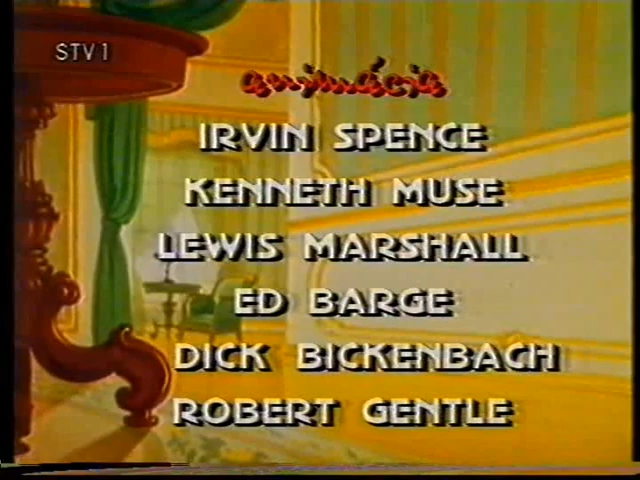 STV1
animácia
IRVIN SPENCE
KENNETH MUSE
LEWIS MARSHALL
ED BARGE
DICK BICKENBACH
ROBERT GENTLE